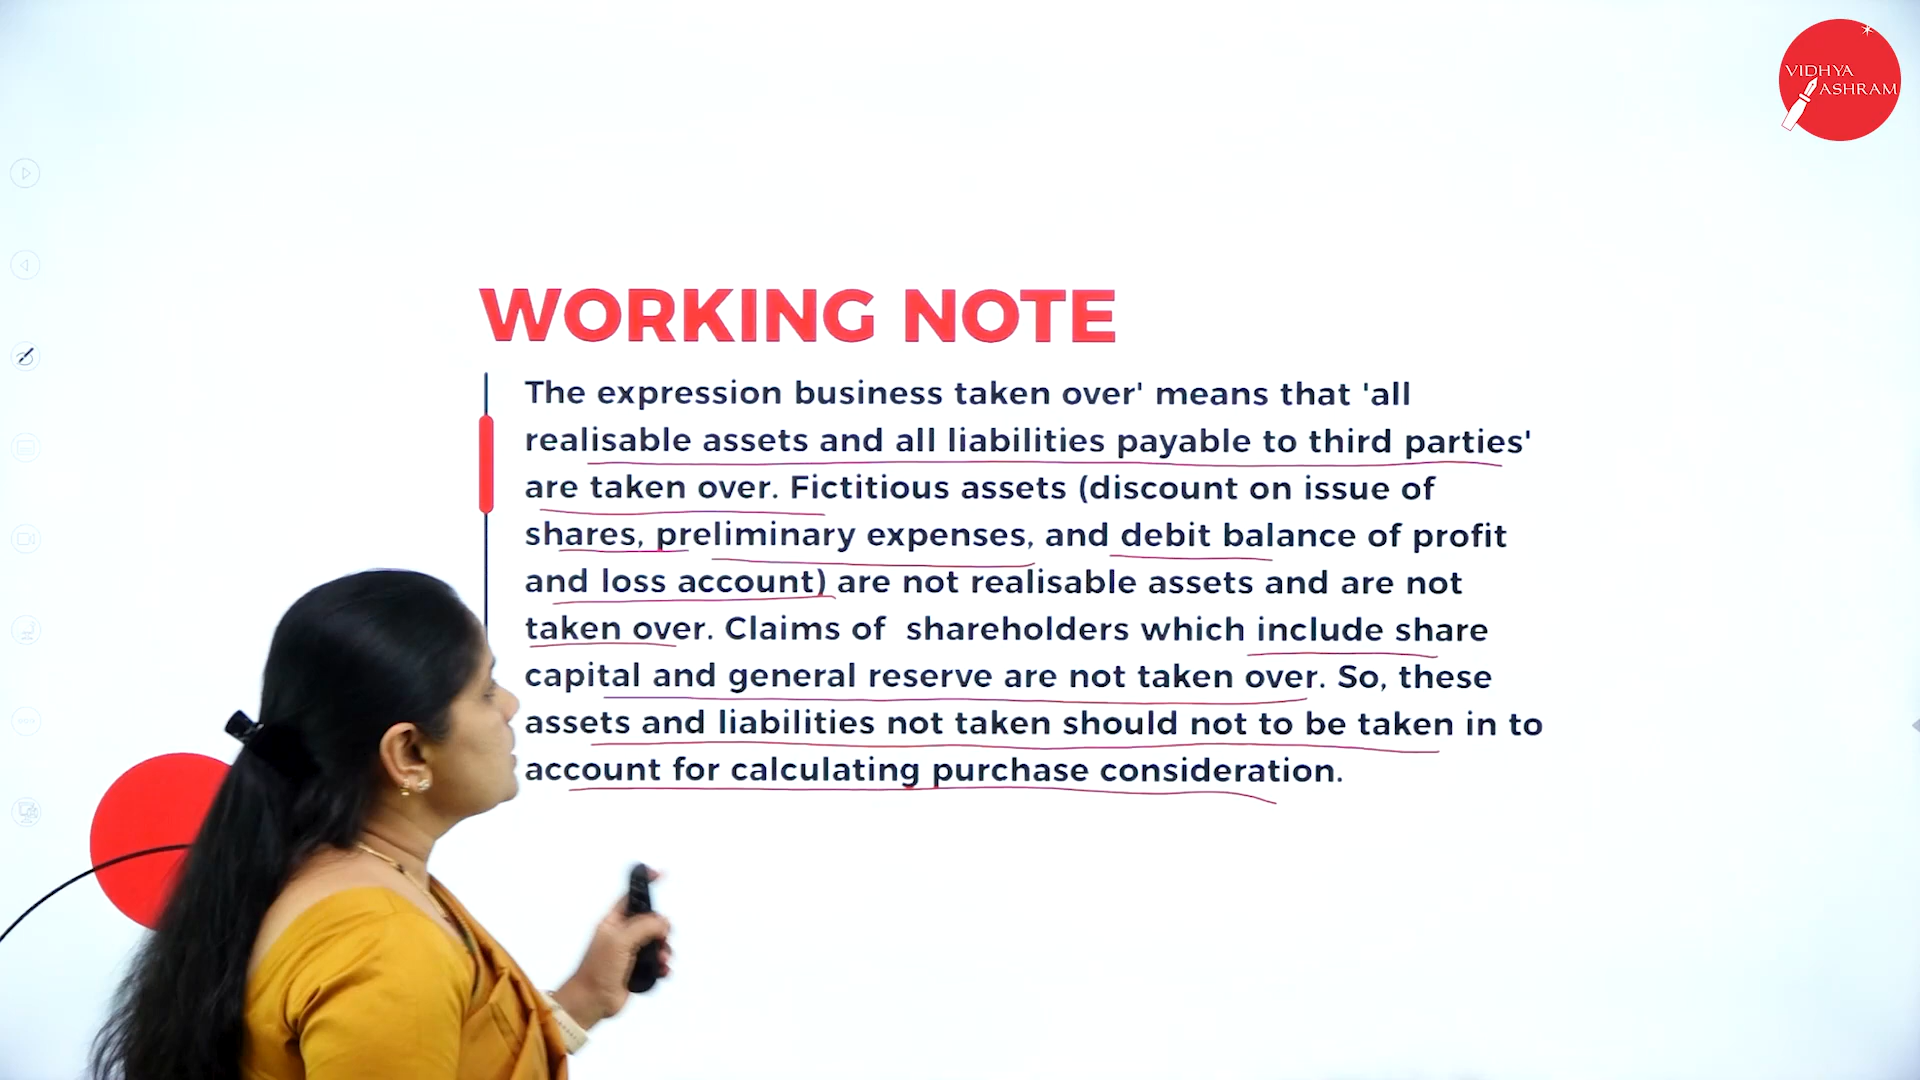 VIDHYA
ASHRAM
WORKING NOTE
The expression business taken over' means that 'all
realisable assets and all liabilities payable to third parties'
are taken over. Fictitious assets (discount on issue of
shares, preliminary expenses, and debit balance of profit
and loss account) are not realisable assets and are not
taken over. Claims of shareholders which include share
capital and general reserve are not taken over. So, these
assets and liabilities not taken should not to be taken in to
account for calculating purchase consideration.